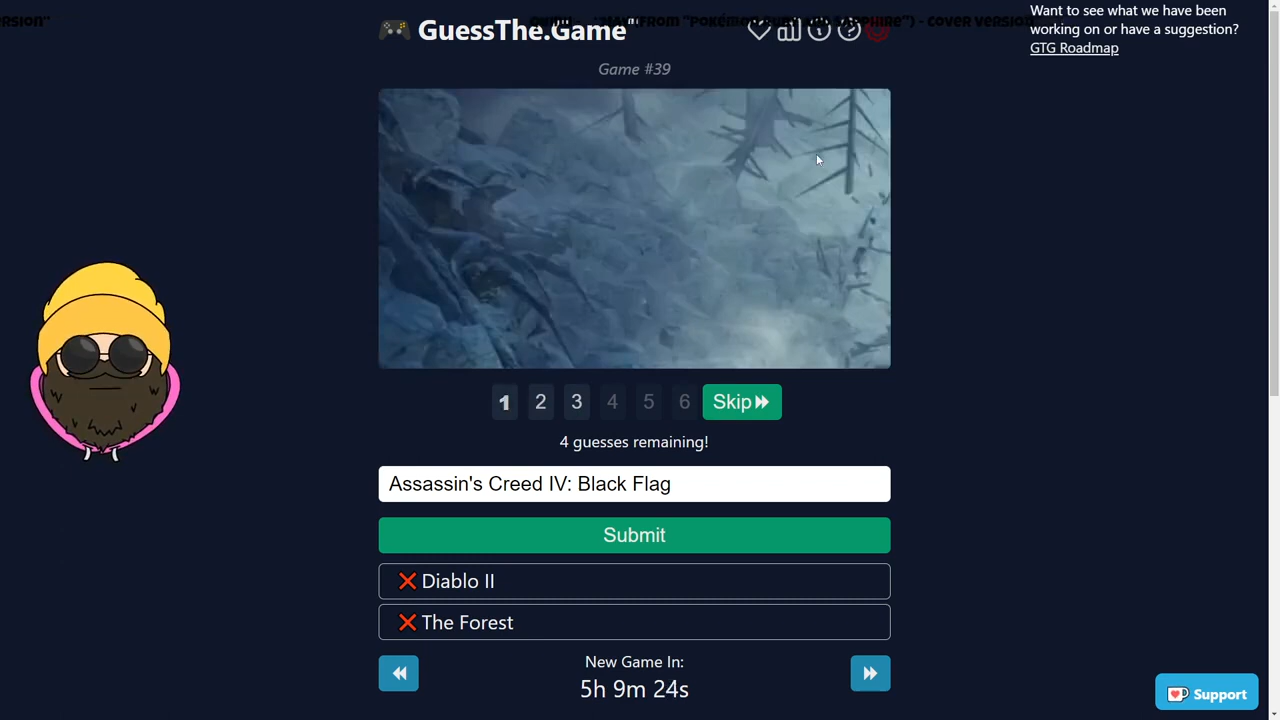 🎮 GuessThe.Game™
Want to see what we have been
working on or have a suggestion?
GTG Roadmap
Game #39
1 2 3 4 5 6 Skip
4 guesses remaining!
Assassin's Creed IV: Black Flag
Submit
❌ Diablo II
❌ The Forest
New Game In:
5h 9m 24s
Support